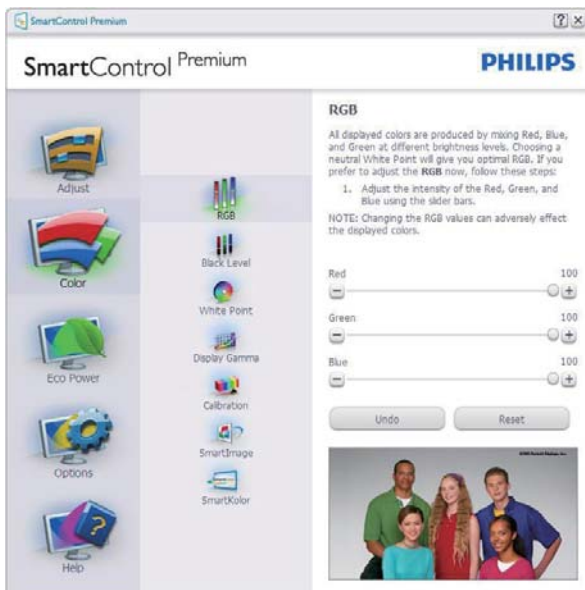 SmartControl Premium
? ×
SmartControl Premium
PHILIPS
Adjust
Color
Eco Power
Options
Help
RGB
Black Level
White Point
Display Gamma
Calibration
SmartImage
SmartKolor
RGB
All displayed colors are produced by mixing Red, Blue,
and Green at different brightness levels. Choosing a
neutral White Point will give you optimal RGB. If you
prefer to adjust the RGB now, follow these steps:
1. Adjust the intensity of the Red, Green, and
Blue using the slider bars.
NOTE: Changing the RGB values can adversely effect
the displayed colors.
Red 100
Green 100
Blue 100
Undo Reset